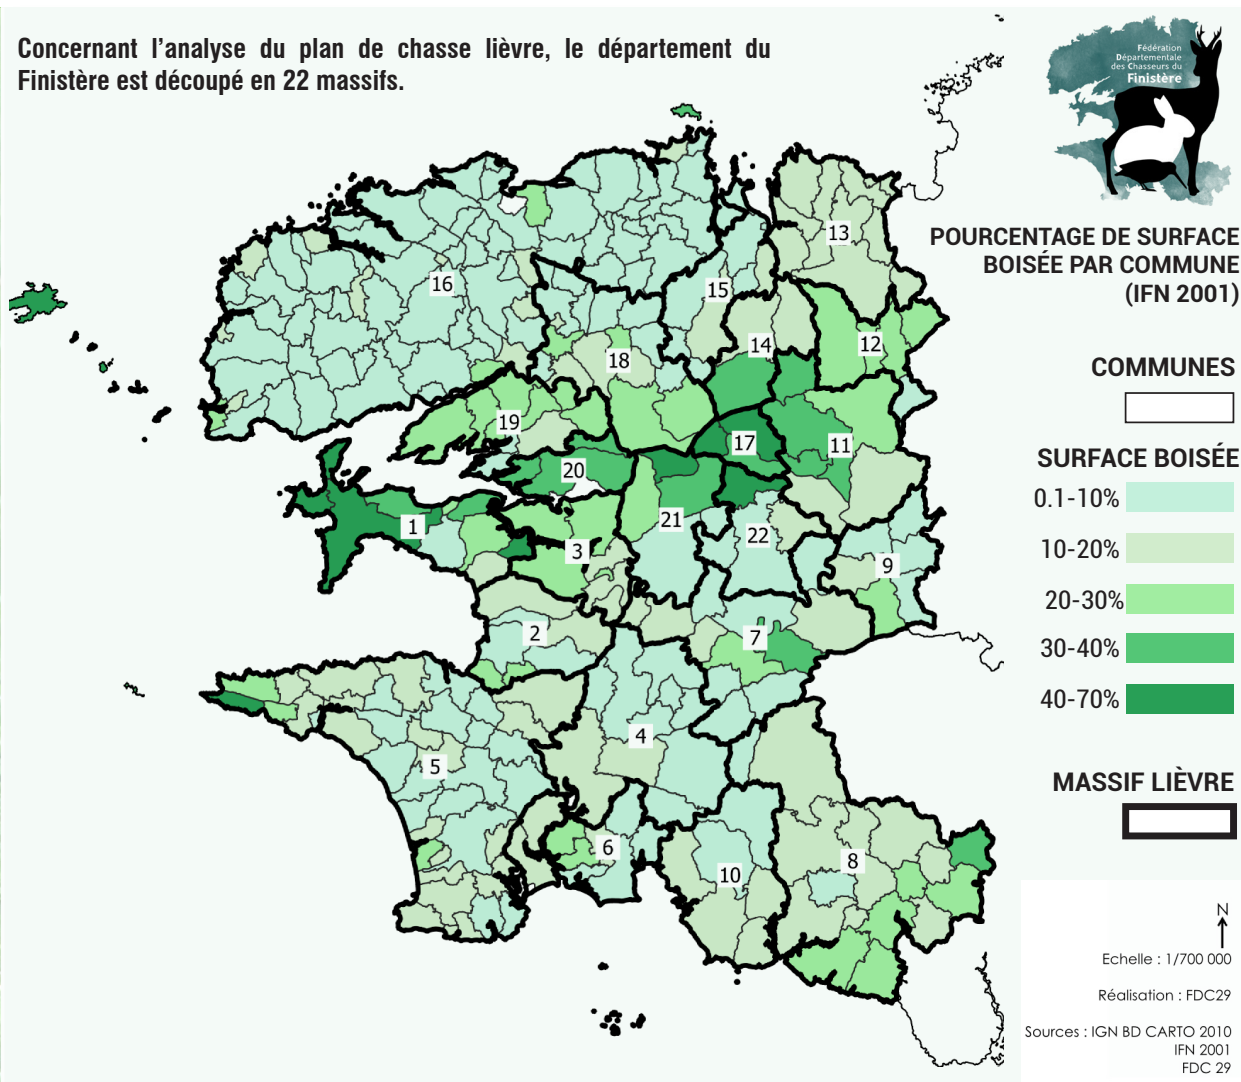 Concernant l'analyse du plan de chasse lièvre, le département du
Finistère est découpé en 22 massifs.
Fédération
Départementale
des Chasseurs du
Finistère
POURCENTAGE DE SURFACE
BOISÉE PAR COMMUNE
(IFN 2001)
COMMUNES
SURFACE BOISÉE
0.1-10%
10-20%
20-30%
30-40%
40-70%
MASSIF LIÈVRE
N
Echelle : 1/700 000
Réalisation : FDC29
Sources : IGN BD CARTO 2010
IFN 2001
FDC 29
13
16
15
14
12
18
19
17
11
20
21
1
22
3
9
2
7
4
5
6
8
10